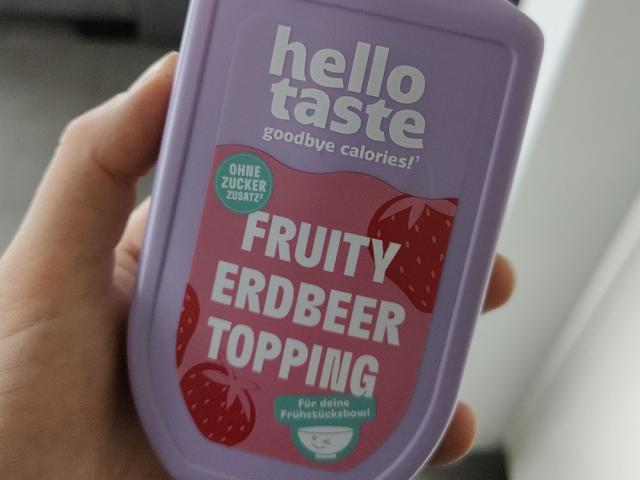 hello
taste
goodbye calories!¹
OHNE
ZUCKER
ZUSATZ²
FRUITY
ERDBEER
TOPPING
Für deine
Frühstücksbowl